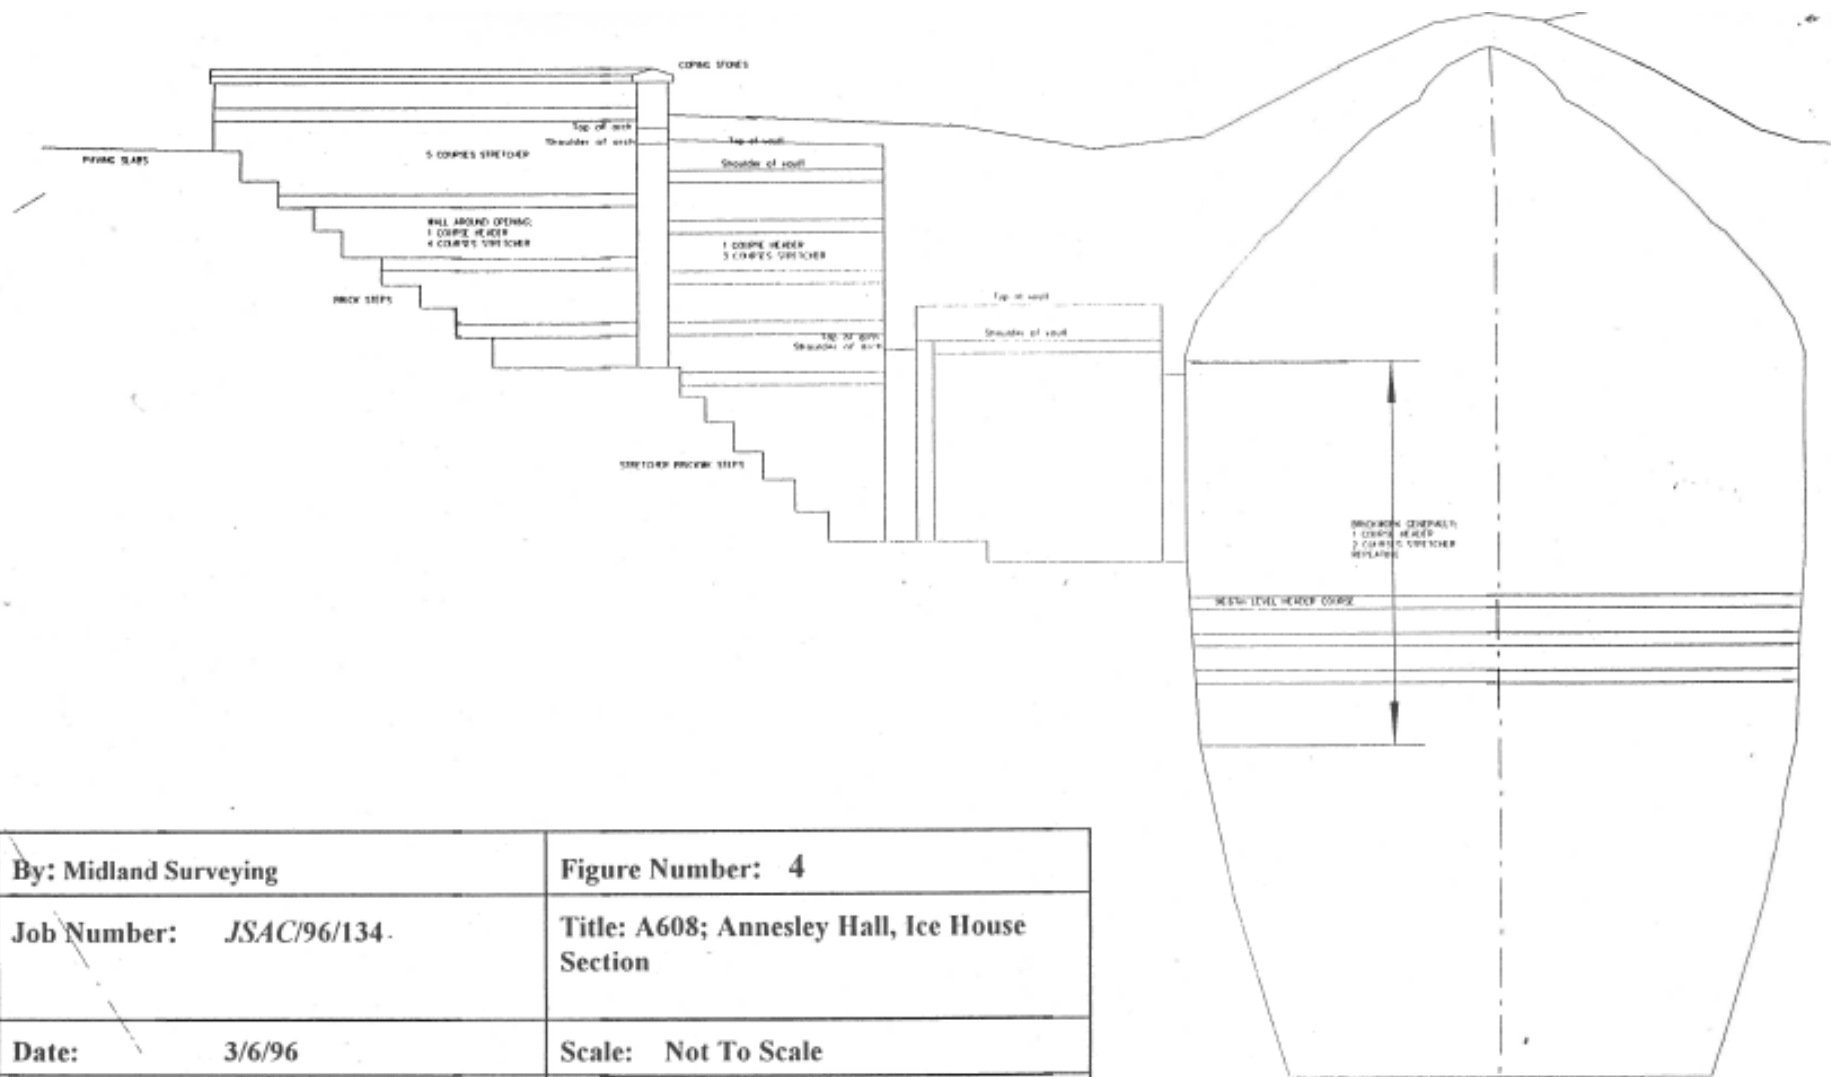 COPING STONES
Top of arch
Shoulder of arch
Top of vault
PAVING SLABS
5 COURSES STRETCHER
Shoulder of vault
WALL AROUND OPENING;
1 COURSE HEADER
4 COURSES STRETCHER
1 COURSE HEADER
3 COURSES STRETCHER
BRICK STEPS
Top of vault
Top of arch
Shoulder of vault
Shoulder of arch
STRETCHER STEPS
BRICKWORK GENERALLY;
1 COURSE HEADER
COURSES STRETCHER
REPEATING
LEVEL HEADER COURSE
By: Midland Surveying
Figure Number: 4
Job Number: JSAC/96/134
Title: A608; Annesley Hall, Ice House
Section
Date: 3/6/96
Scale: Not To Scale